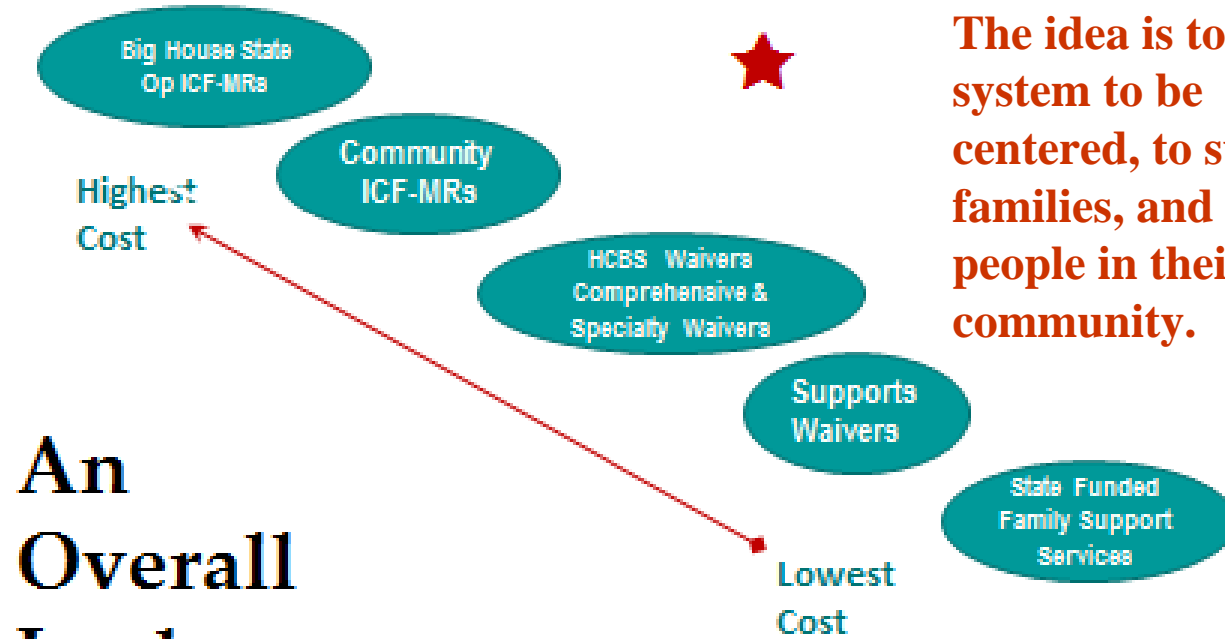 Big House State
Op ICF-MRs
Community
ICF-MRs
HCBS Waivers
Comprehensive &
Specialty Waivers
Supports
Waivers
State Funded
Family Support
Services
Highest
Cost
Lowest
Cost
The idea is to
system to be
centered, to
families, and
people in
community.
An
Overall